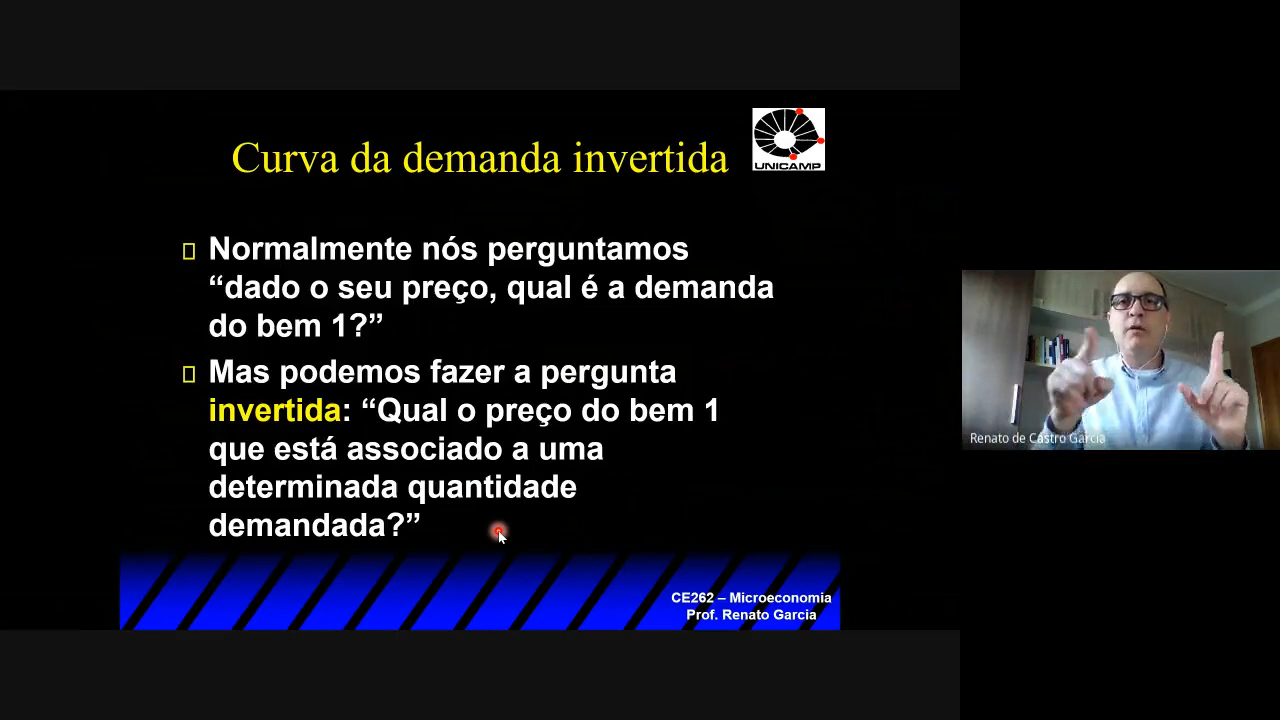 Curva da demanda invertida
UNICAMP
Normalmente nós perguntamos
“dado o seu preço, qual é a demanda
do bem 1?”
Mas podemos fazer a pergunta
invertida: “Qual o preço do bem 1
que está associado a uma
determinada quantidade
demandada?”
CE262 – Microeconomia
Prof. Renato Garcia
Renato de Castro Garcia